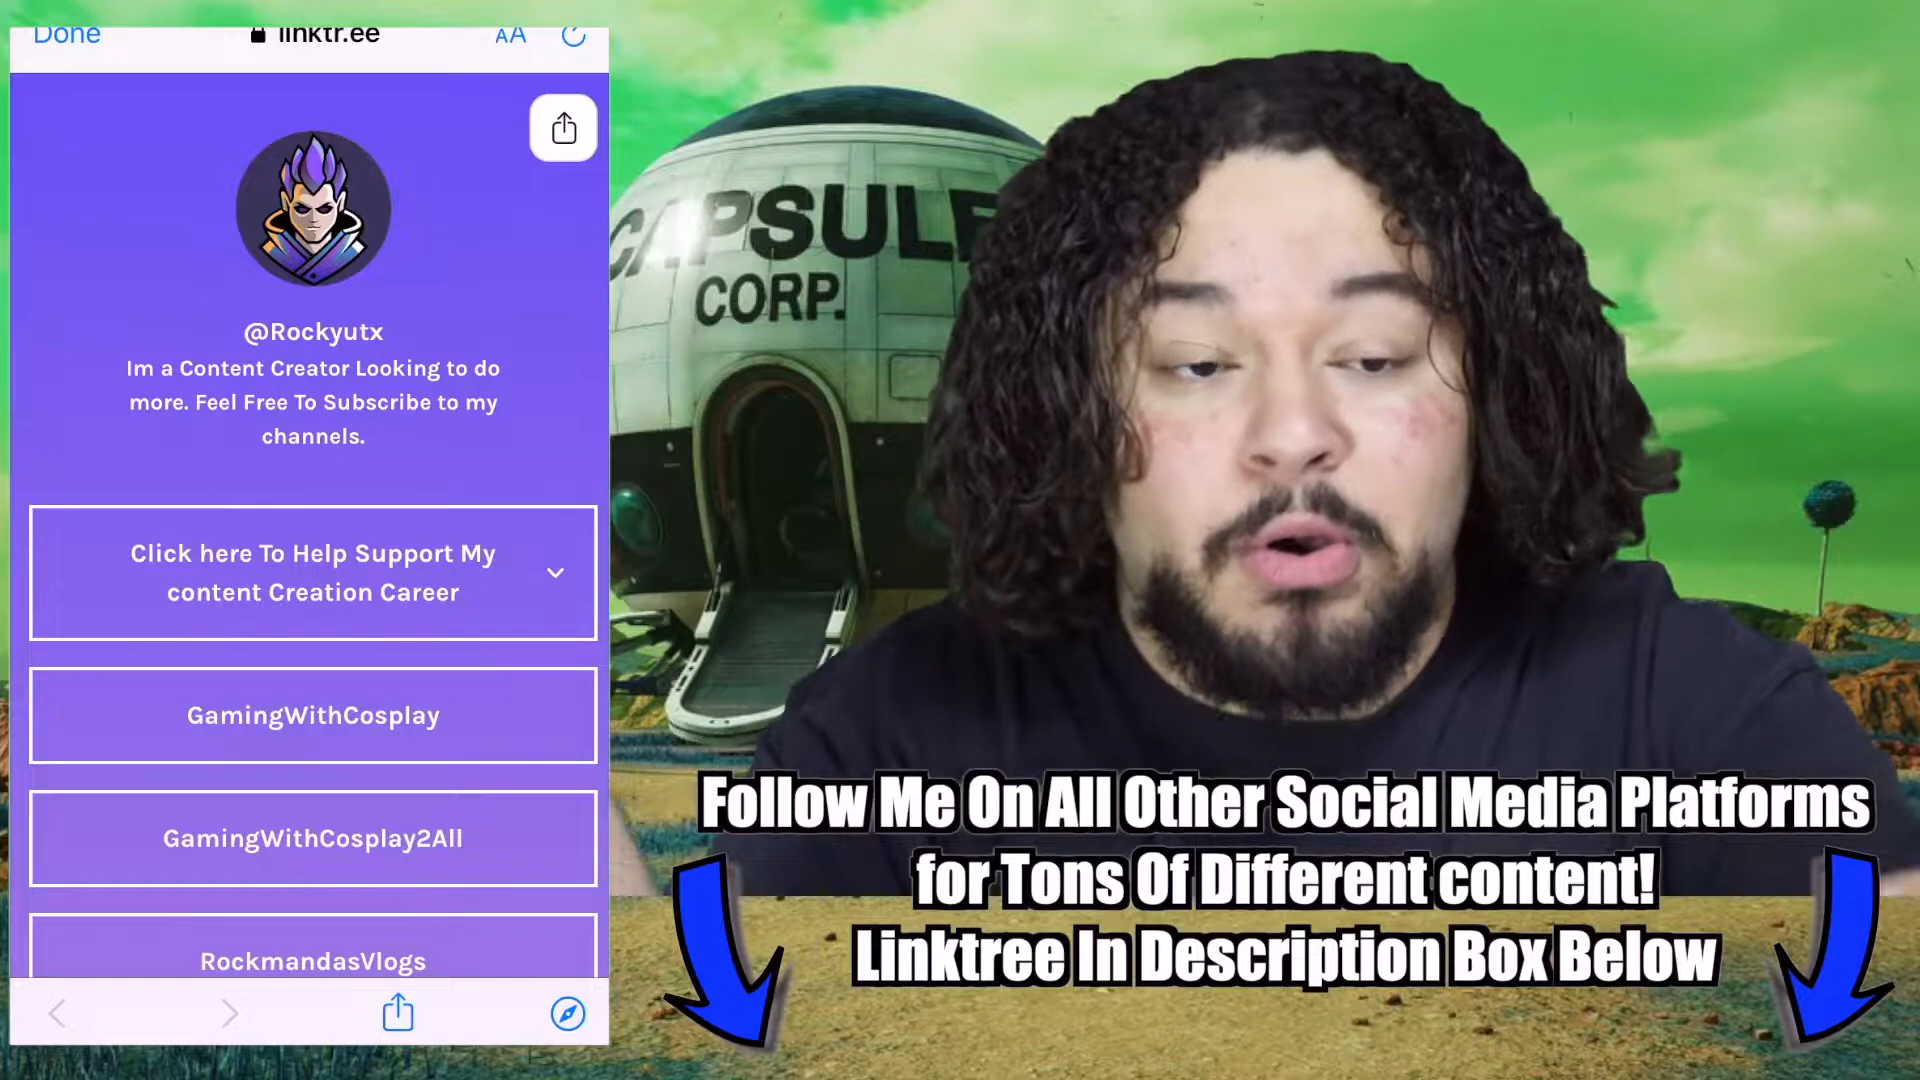 Done
linktr.ee
AA
@Rockyutx
Im a Content Creator Looking to do
more. Feel Free To Subscribe to my
channels.
Click here To Help Support My
content Creation Career
GamingWithCosplay
GamingWithCosplay2All
RockmandasVlogs
CAPSULE
CORP.
Follow Me On All Other Social Media Platforms
for Tons Of Different content!
Linktree In Description Box Below